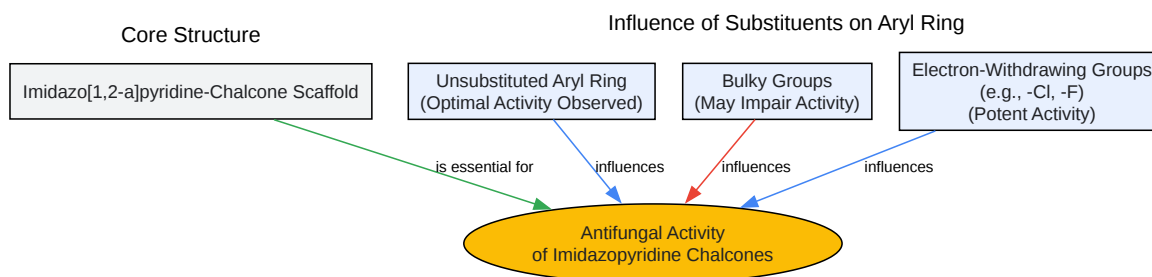 Core Structure
Influence of Substituents on Aryl Ring
Imidazo[1,2-a]pyridine-Chalcone Scaffold
Unsubstituted Aryl Ring
(Optimal Activity Observed)
Bulky Groups
(May Impair Activity)
Electron-Withdrawing Groups
(e.g., -Cl, -F)
(Potent Activity)
is essential for
influences
influences
influences
Antifungal Activity
of Imidazopyridine Chalcones